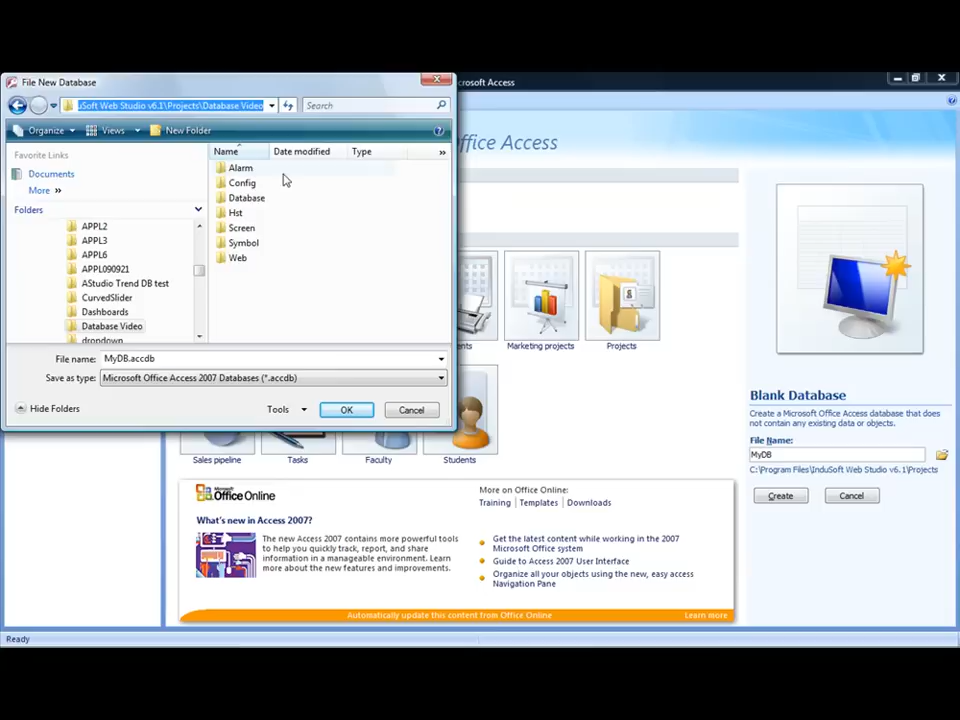 File New Database
crosoft Access
uSoft Web Studio v6.1\Projects\Database Video
Search
Organize
Views
New Folder
Favorite Links
Documents
More »
Folders
APPL2
APPL3
APPL6
APPL090921
AStudio Trend DB test
CurvedSlider
Dashboards
Database Video
dropdown
Name
Date modified
Type
»
Alarm
Config
Database
Hst
Screen
Symbol
Web
File name:
MyDB.accdb
Save as type:
Microsoft Office Access 2007 Databases (*.accdb)
Hide Folders
Tools
OK
Cancel
ffice Access
ents
Marketing projects
Projects
Sales pipeline
Tasks
Faculty
Students
Microsoft
Office Online
What's new in Access 2007?
The new Access 2007 contains more powerful tools
to help you quickly track, report, and share
information in a manageable environment. Learn
more about the new features and improvements.
More on Office Online:
Training | Templates | Downloads
Get the latest content while working in the 2007
Microsoft Office system
Guide to Access 2007 User Interface
Organize all your objects using the new, easy access
Navigation Pane
Automatically update this content from Office Online
Learn more
Blank Database
Create a Microsoft Office Access database that does
not contain any existing data or objects.
File Name:
MyDB
C:\Program Files\InduSoft Web Studio v6.1\Projects
Create
Cancel
Ready